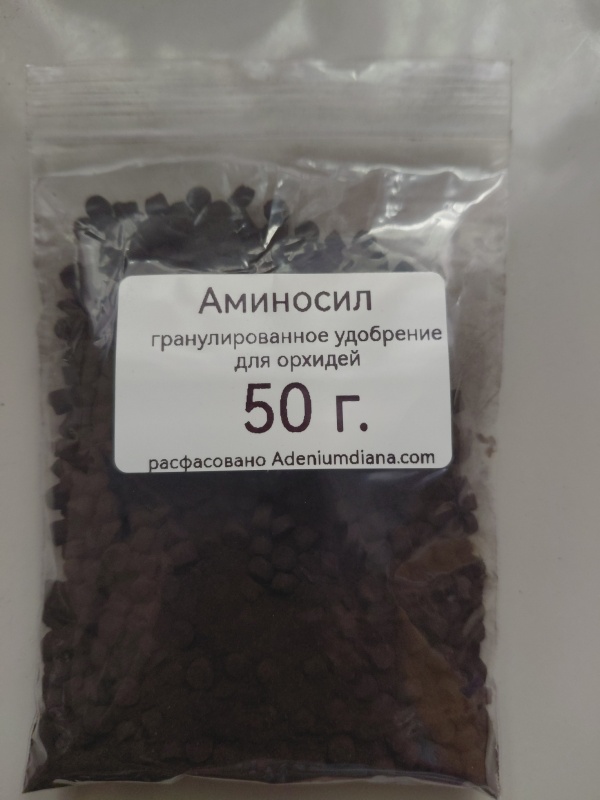 Аминосил
гранулированное удобрение
для орхидей
50 г.
расфасовано Adeniumdiana.com